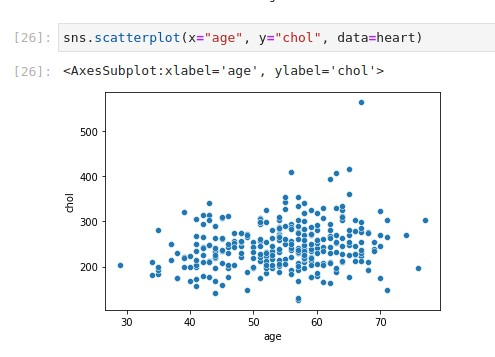 [26]: sns.scatterplot(x="age", y="chol", data=heart)
[26]: <AxesSubplot:xlabel='age', ylabel='chol'>
500
400
chol
300
200
30 40 50 60 70
age